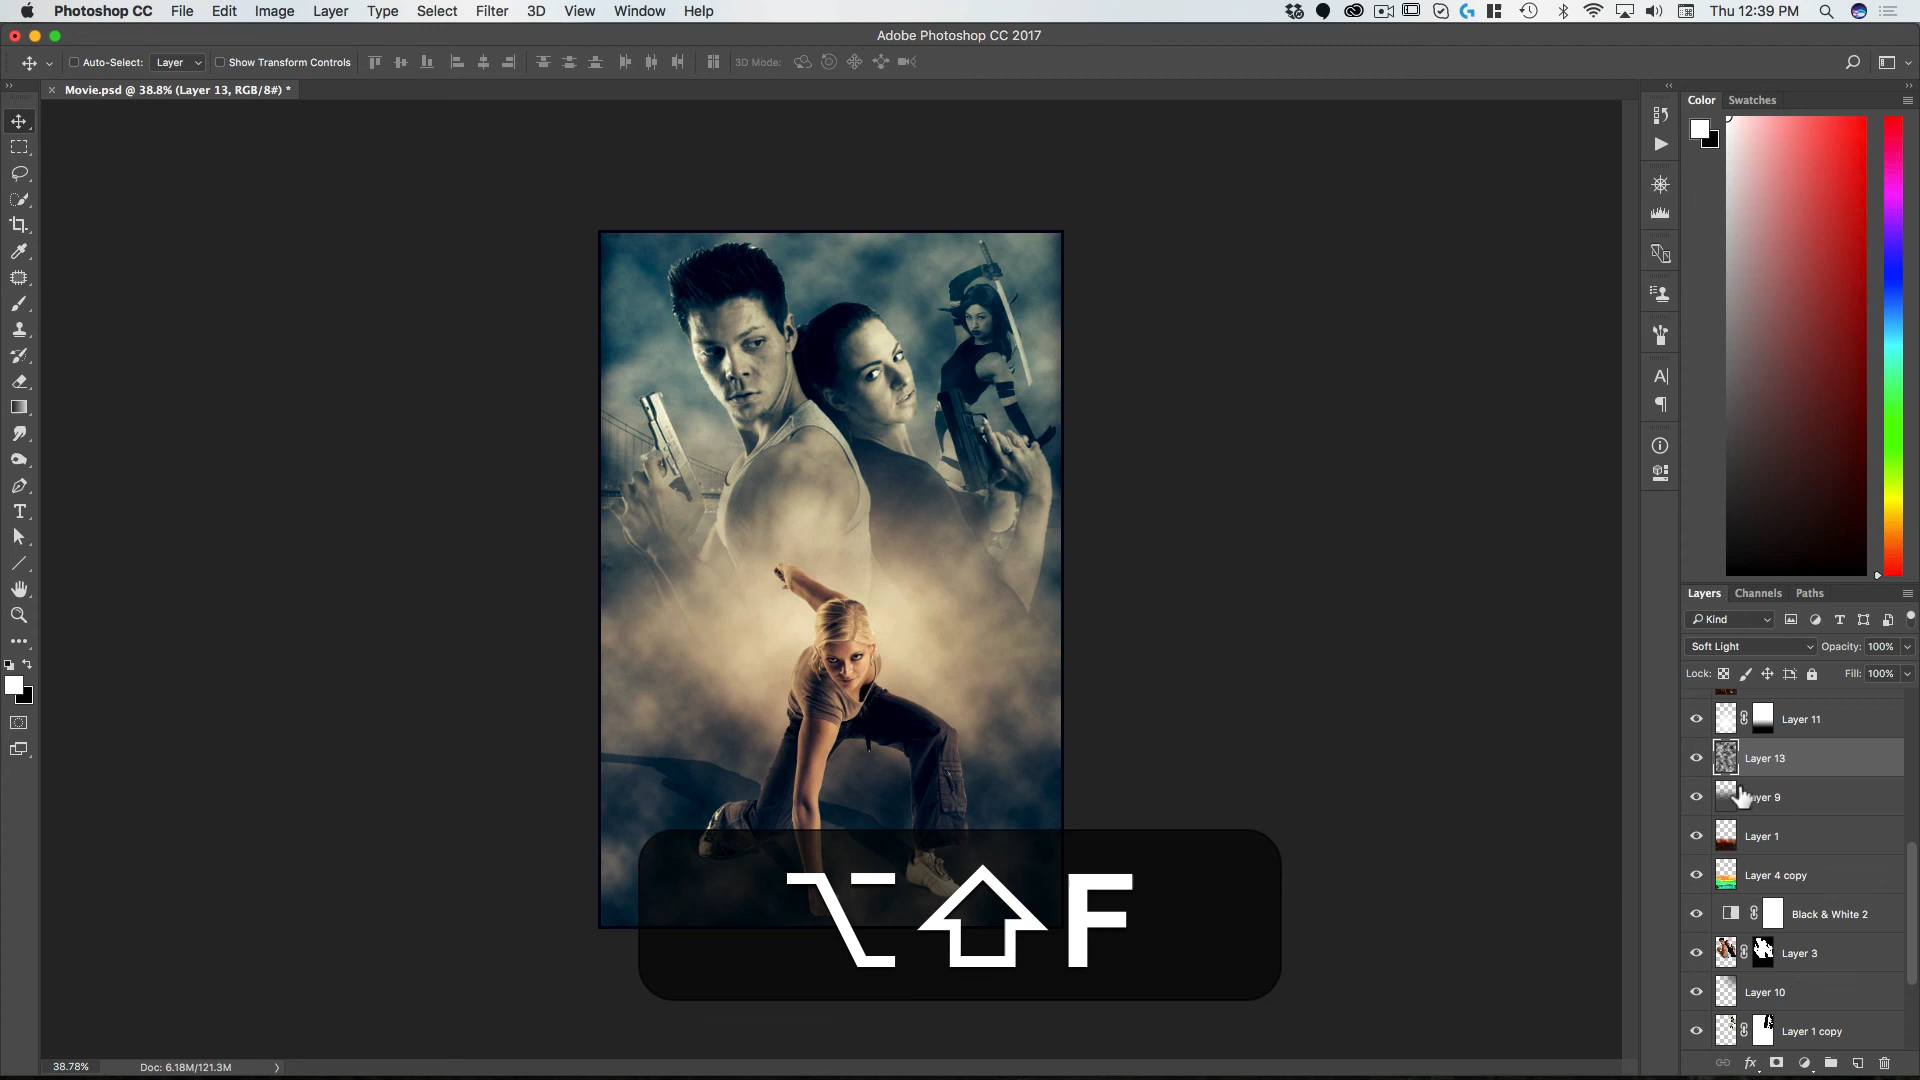 Photoshop CC File Edit Image Layer Type Select Filter 3D View Window Help Thu 12:39 PM
Adobe Photoshop CC 2017
Auto-Select: Layer Show Transform Controls 3D Mode:
Movie.psd @ 38.8% (Layer 13, RGB/8#) *
Color Swatches
Layers Channels Paths
Kind
Soft Light Opacity: 100%
Lock: Fill: 100%
Layer 11
Layer 13
Layer 9
Layer 1
Layer 4 copy
Black & White 2
Layer 3
Layer 10
Layer 1 copy
⌥⇧F
38.78% Doc: 6.18M/121.3M